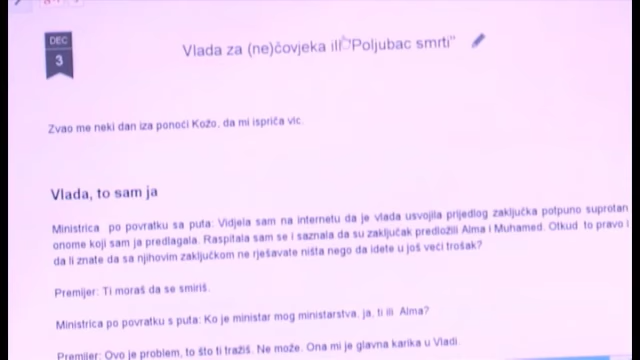 DEC
3
Vlada za (ne)čovjeka ili "Poljubac smrti"
Zvao me neki dan iza ponoći Kožo, da mi ispriča vic.
Vlada, to sam ja
Ministrica po povratku sa puta: Vidjela sam na internetu da je vlada usvojila prijedlog zaključka potpuno suprotan
onome koji sam ja predlagala. Raspitala sam se i saznala da su zaključak predložili Alma i Muhamed. Otkud to pravo i
da li znate da sa njihovim zaključkom ne rješavate ništa nego da idete u još veći trošak?
Premijer: Ti moraš da se smiriš.
Ministrica po povratku s puta: Ko je ministar mog ministarstva, ja, ti ili Alma?
Premijer: Ovo je problem, to što ti tražiš. Ne može. Ona mi je glavna karika u Vladi.